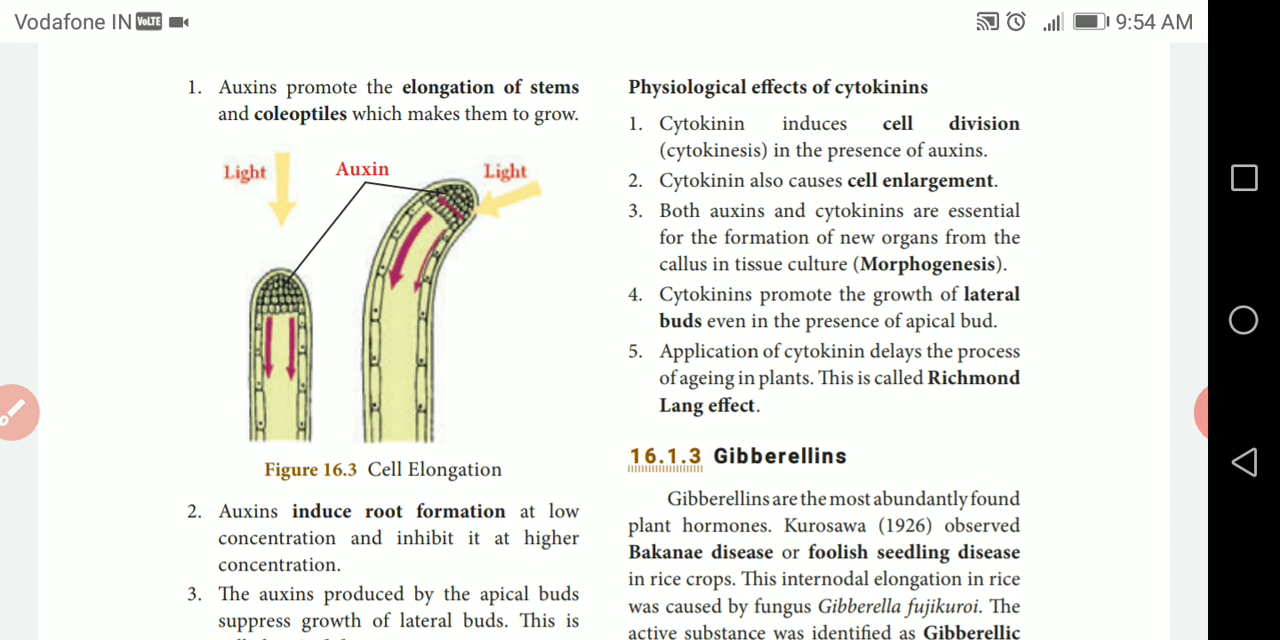 Vodafone IN VoLTE
9:54 AM
1. Auxins promote the elongation of stems
and coleoptiles which makes them to grow.
Light
Auxin
Light
Figure 16.3 Cell Elongation
2. Auxins induce root formation at low
concentration and inhibit it at higher
concentration.
3. The auxins produced by the apical buds
suppress growth of lateral buds. This is
Physiological effects of cytokinins
1. Cytokinin induces cell division
(cytokinesis) in the presence of auxins.
2. Cytokinin also causes cell enlargement.
3. Both auxins and cytokinins are essential
for the formation of new organs from the
callus in tissue culture (Morphogenesis).
4. Cytokinins promote the growth of lateral
buds even in the presence of apical bud.
5. Application of cytokinin delays the process
of ageing in plants. This is called Richmond
Lang effect.
16.1.3 Gibberellins
Gibberellins are the most abundantly found
plant hormones. Kurosawa (1926) observed
Bakanae disease or foolish seedling disease
in rice crops. This internodal elongation in rice
was caused by fungus Gibberella fujikuroi. The
active substance was identified as Gibberellic